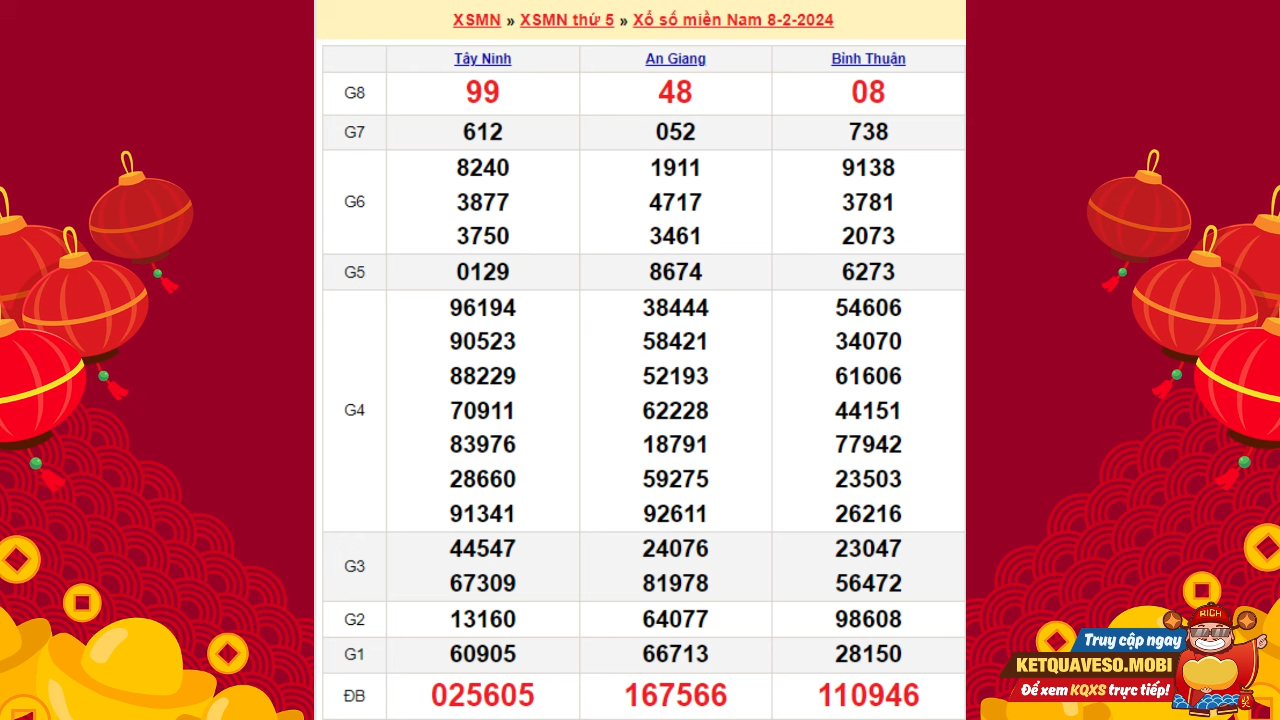 XSMN » XSMN thứ 5 » Xổ số miền Nam 8-2-2024
Tây Ninh An Giang Bình Thuận
G8 99 48 08
G7 612 052 738
8240 1911 9138
G6 3877 4717 3781
3750 3461 2073
G5 0129 8674 6273
96194 38444 54606
90523 58421 34070
88229 52193 61606
G4 70911 62228 44151
83976 18791 77942
28660 59275 23503
91341 92611 26216
G3 44547 24076 23047
67309 81978 56472
G2 13160 64077 98608
G1 60905 66713 28150
ĐB 025605 167566 110946
RICH
Truy cập ngay
KETQUAVESO.MOBI
Để xem KQXS trực tiếp!